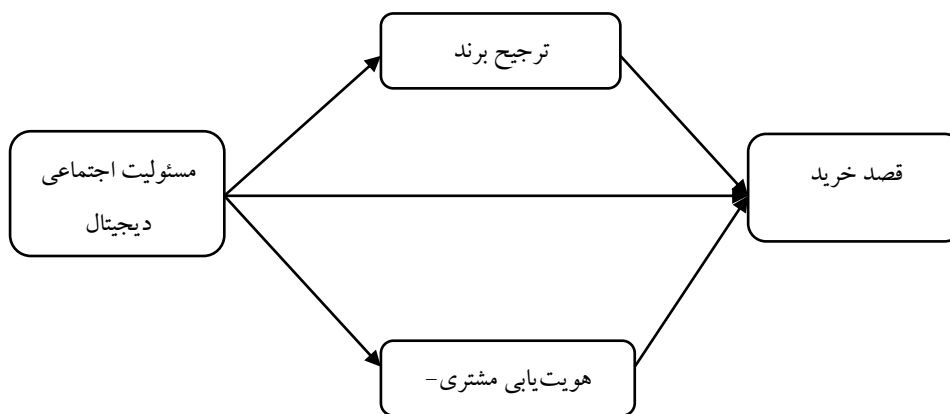 ترجیح برند
مسئولیت اجتماعی
دیجیتال
قصد خرید
هویت‌یابی مشتری–